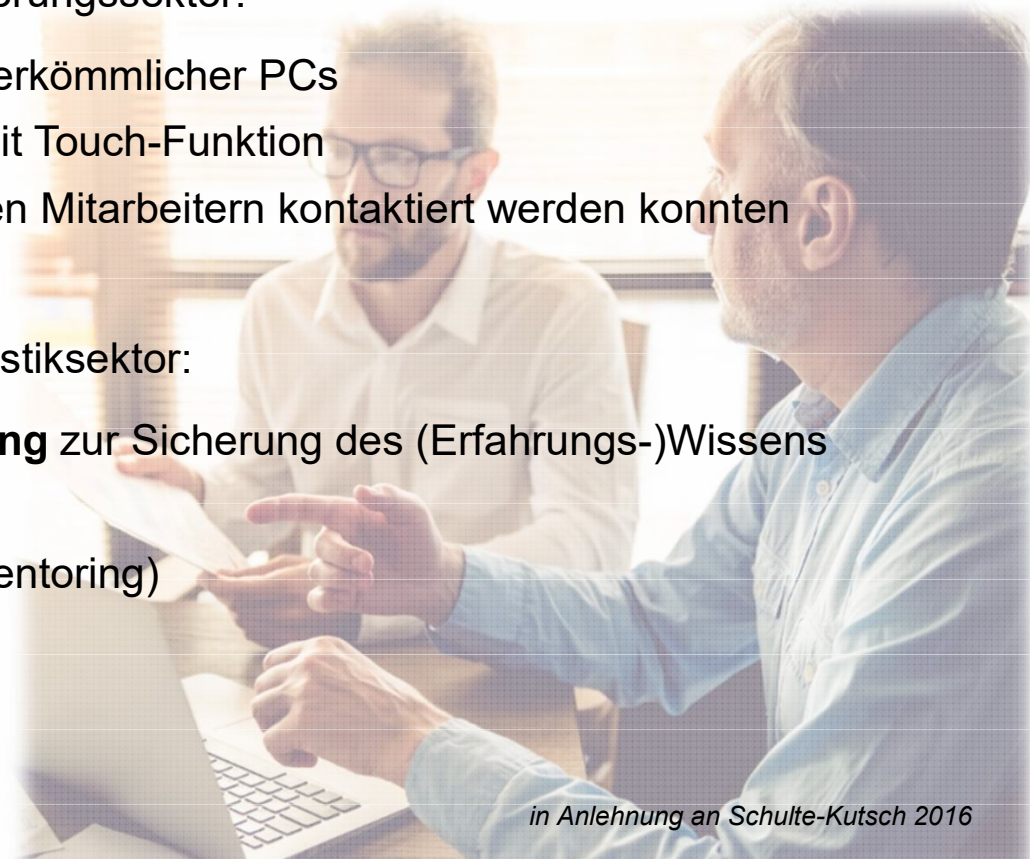 erungssektor:
erkömmlicher PCs
it Touch-Funktion
en Mitarbeitern kontaktiert werden konnten
stiksektor:
ng zur Sicherung des (Erfahrungs-)Wissens
entoring)
in Anlehnung an Schulte-Kutsch 2016